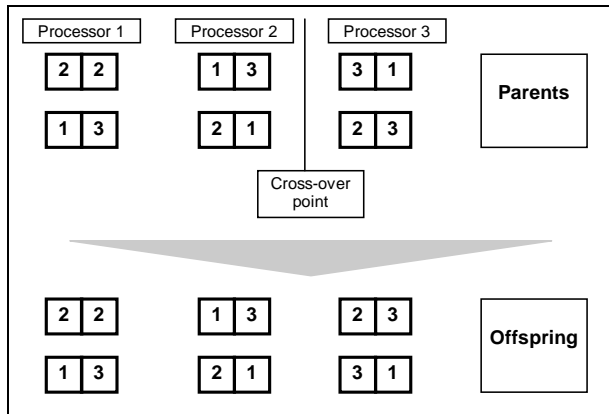 Processor 1 Processor 2 Processor 3
2 2 1 3 3 1
Parents
1 3 2 1 2 3
Cross-over
point
2 2 1 3 2 3
Offspring
1 3 2 1 3 1